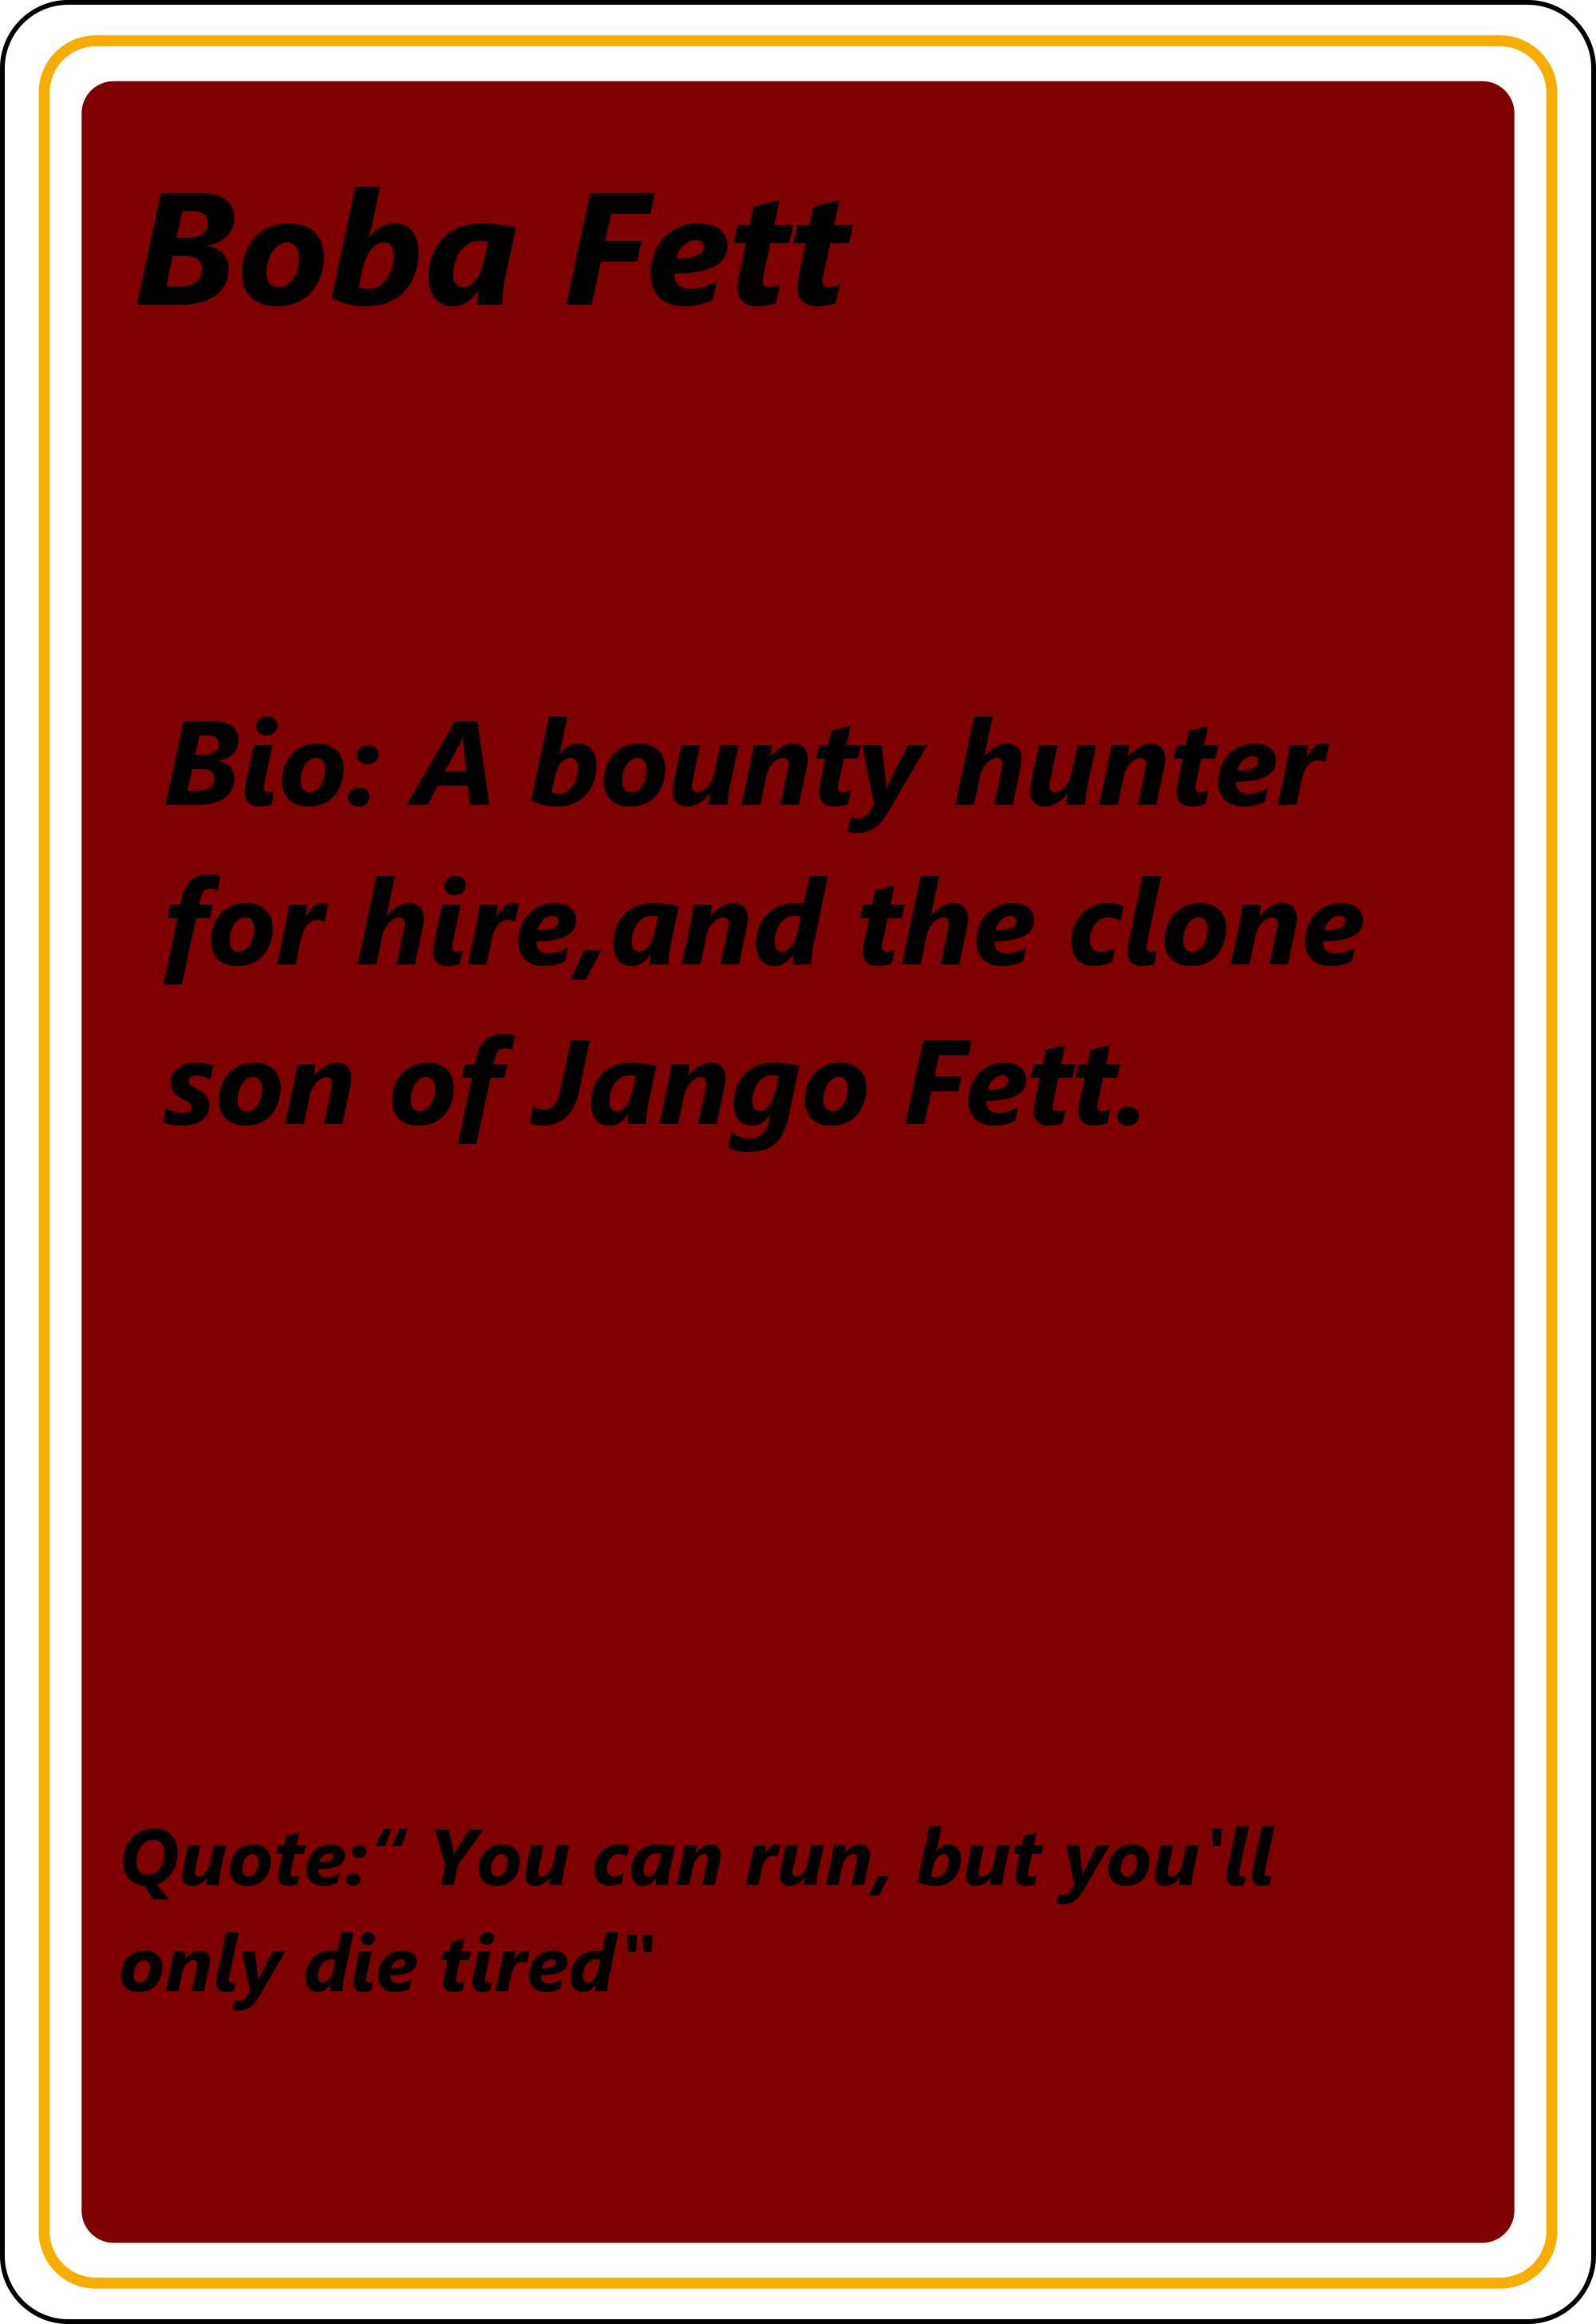 Boba Fett
Bio: A bounty hunter
for hire,and the clone
son of Jango Fett.
Quote:“ You can run, but you'll
only die tired"